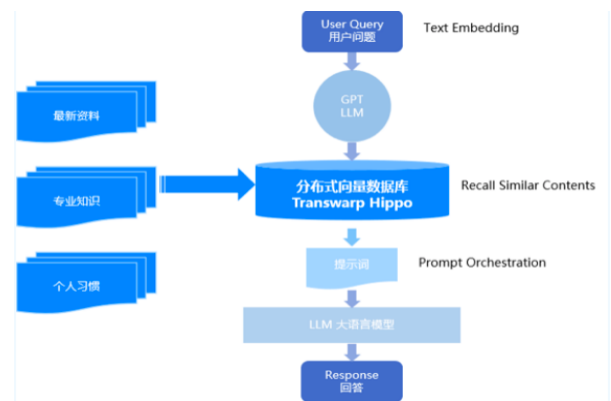 User Query
用户问题
Text Embedding
GPT
LLM
最新资料
专业知识
个人习惯
分布式向量数据库
Transwarp Hippo
Recall Similar Contents
提示词
Prompt Orchestration
LLM 大语言模型
Response
回答